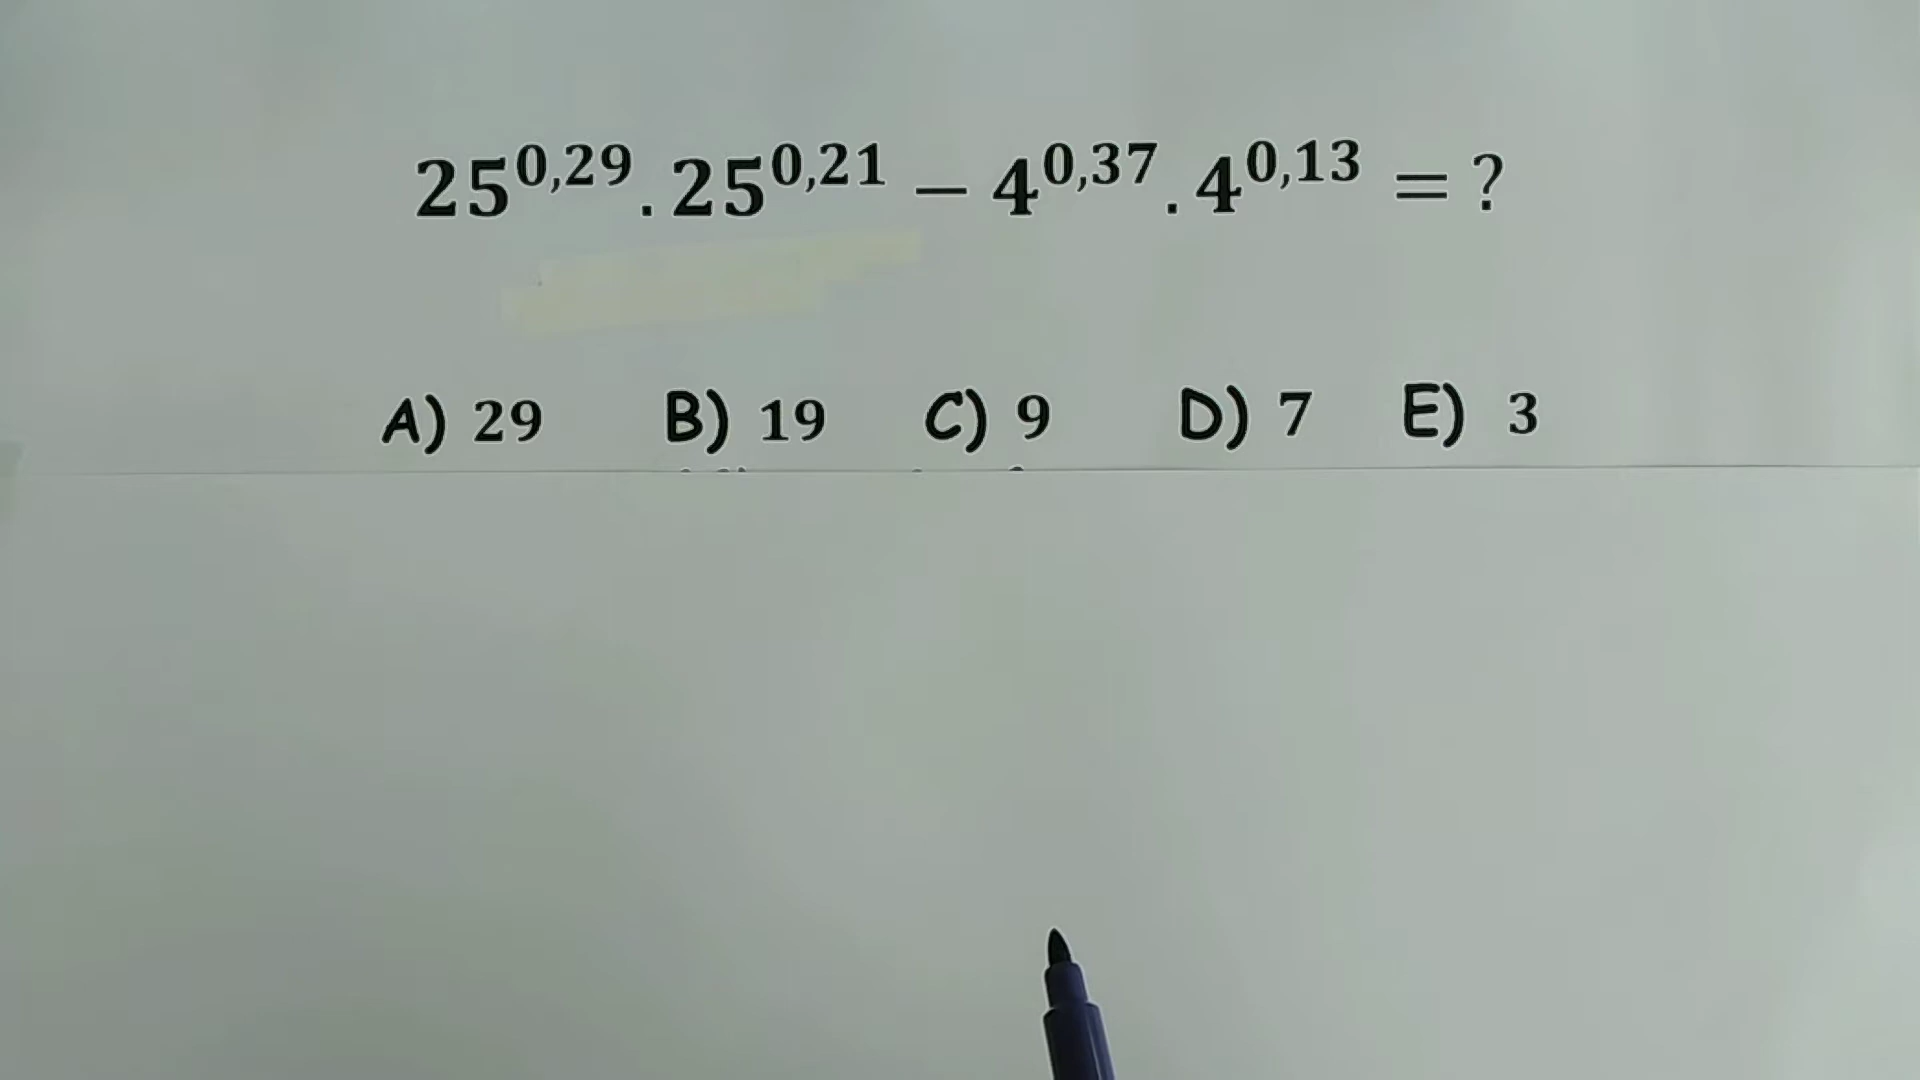 25^0,29 . 25^0,21 − 4^0,37 . 4^0,13 = ?
A) 29 B) 19 C) 9 D) 7 E) 3